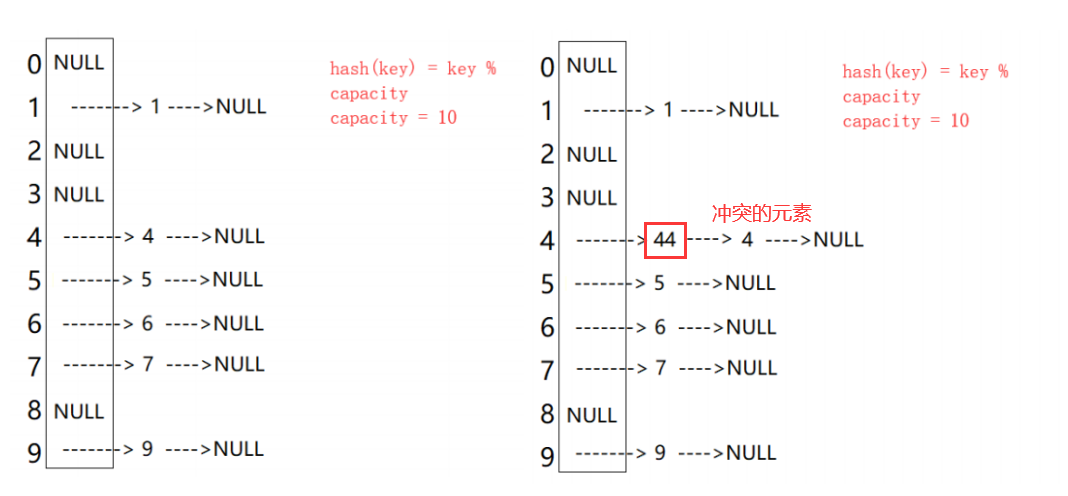 0 NULL
1 -------> 1 ---->NULL
2 NULL
3 NULL
4 -------> 4 ---->NULL
5 -------> 5 ---->NULL
6 -------> 6 ---->NULL
7 -------> 7 ---->NULL
8 NULL
9 -------> 9 ---->NULL
hash(key) = key %
capacity
capacity = 10
0 NULL
1 -------> 1 ---->NULL
2 NULL
3 NULL
冲突的元素
4 -------> 44 ----> 4 ---->NULL
5 -------> 5 ---->NULL
6 -------> 6 ---->NULL
7 -------> 7 ---->NULL
8 NULL
9 -------> 9 ---->NULL
hash(key) = key %
capacity
capacity = 10